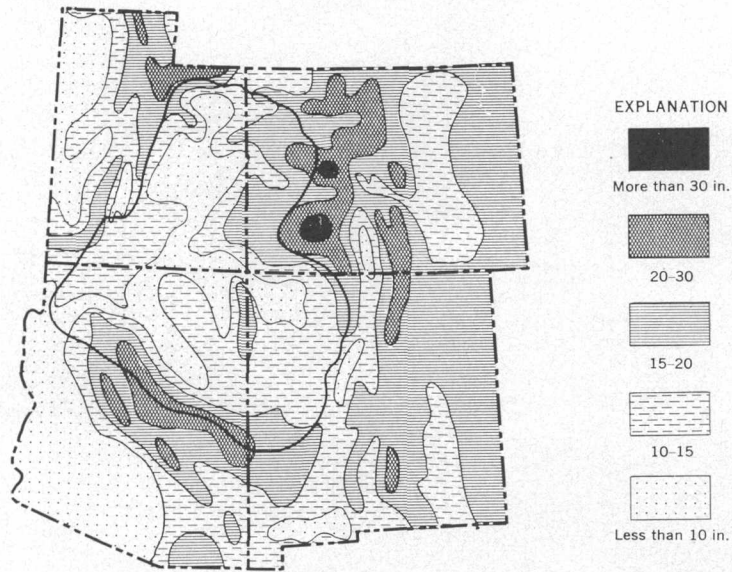 EXPLANATION
More than 30 in.
20–30
15–20
10–15
Less than 10 in.